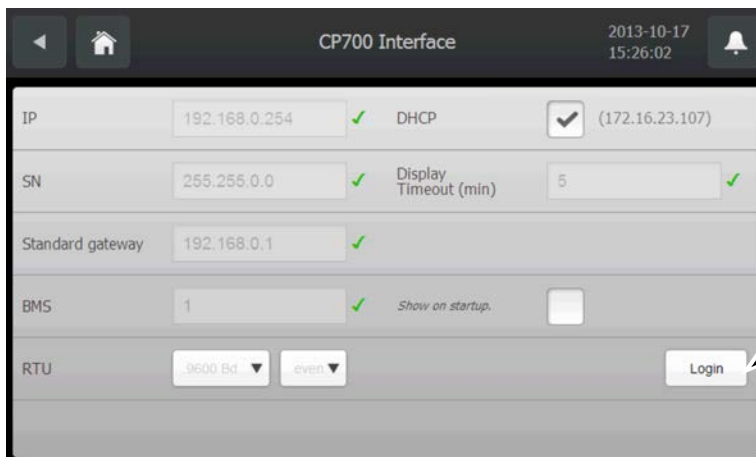 CP700 Interface
2013-10-17
15:26:02
IP 192.168.0.254 DHCP (172.16.23.107)
SN 255.255.0.0 Display
Timeout (min) 5
Standard gateway 192.168.0.1
BMS 1 Show on startup.
RTU 9600 Bd even Login